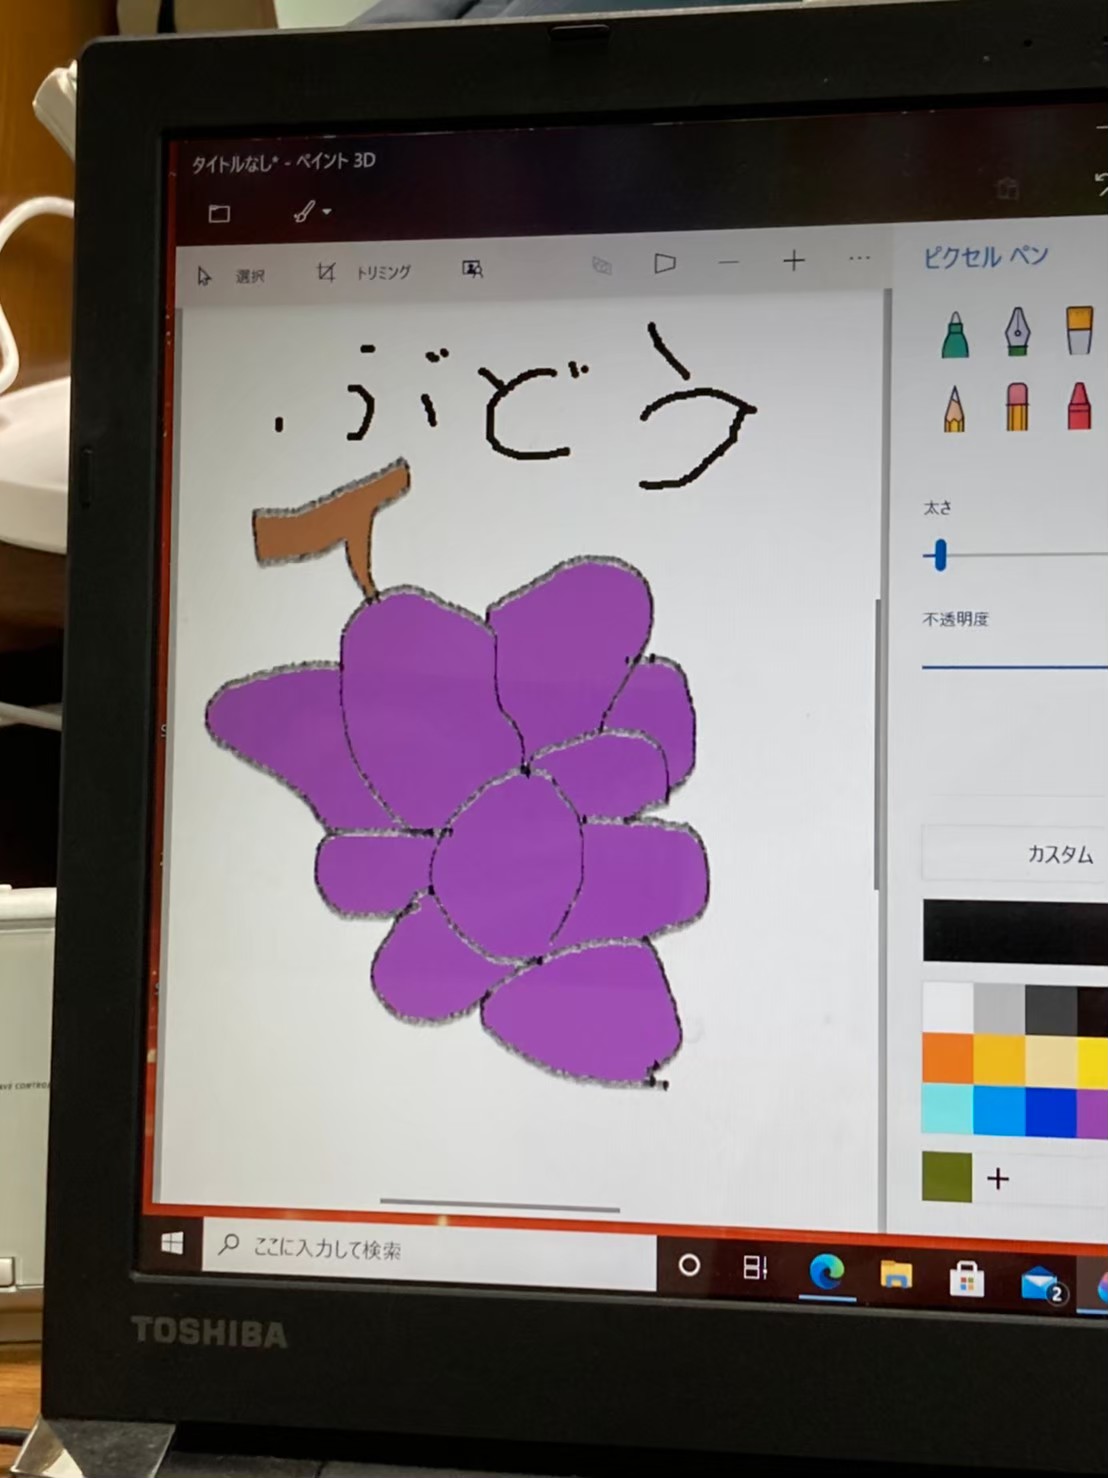 タイトルなし* - ペイント 3D
選択
トリミング
ピクセル ペン
ぶどう
太さ
不透明度
カスタム
ここに入力して検索
2
TOSHIBA